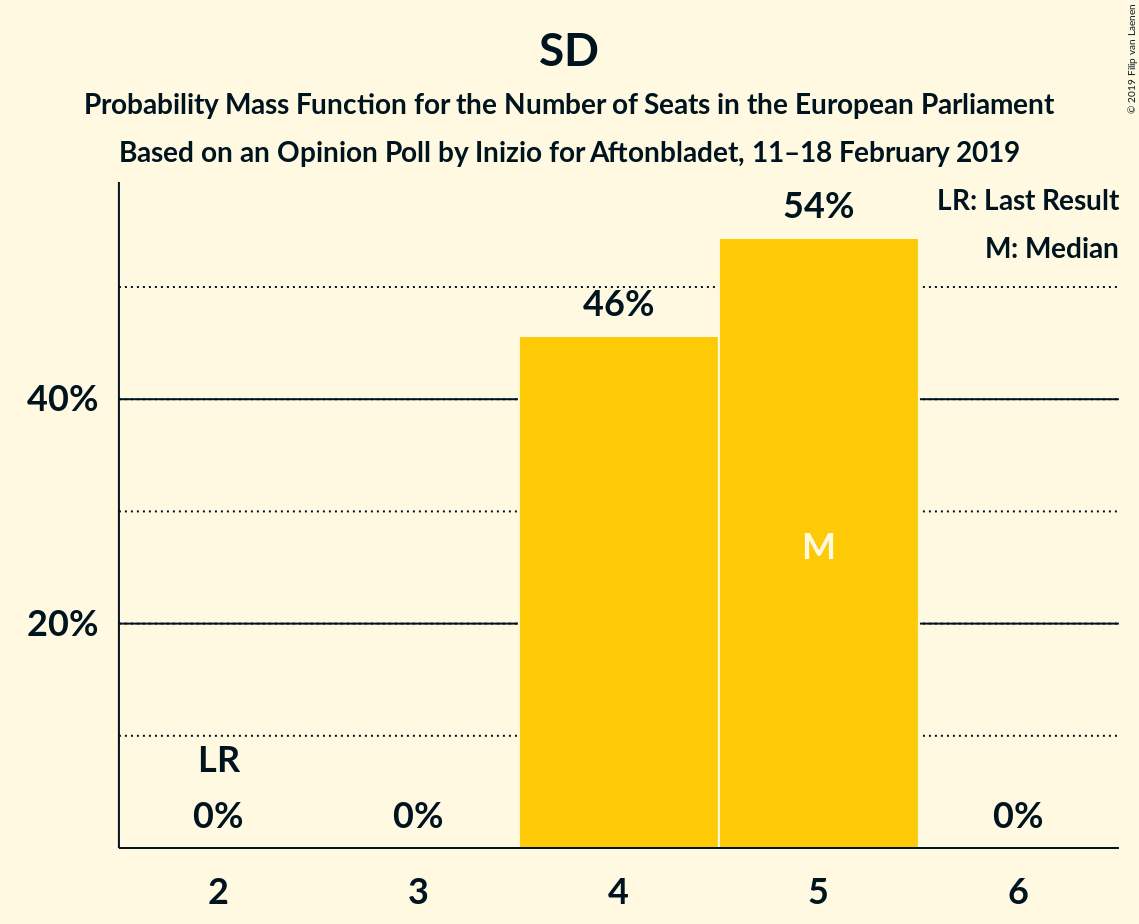 SD
Probability Mass Function for the Number of Seats in the European Parliament
Based on an Opinion Poll by Inizio for Aftonbladet, 11–18 February 2019
© 2019 Filip van Laenen
LR: Last Result
M: Median
54%
46%
40%
M
20%
LR
0%
0%
0%
2
3
4
5
6